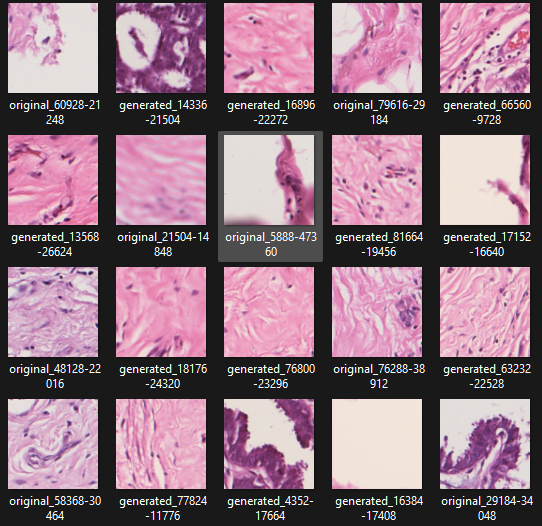 original_60928-21
248
generated_14336
-21504
generated_16896
-22272
original_79616-29
184
generated_66560
-9728
generated_13568
-26624
original_21504-14
848
original_5888-473
60
generated_81664
-19456
generated_17152
-16640
original_48128-22
016
generated_18176
-24320
generated_76800
-23296
original_76288-38
912
generated_63232
-22528
original_58368-30
464
generated_77824
-11776
generated_4352-
17664
generated_16384
-17408
original_29184-34
048